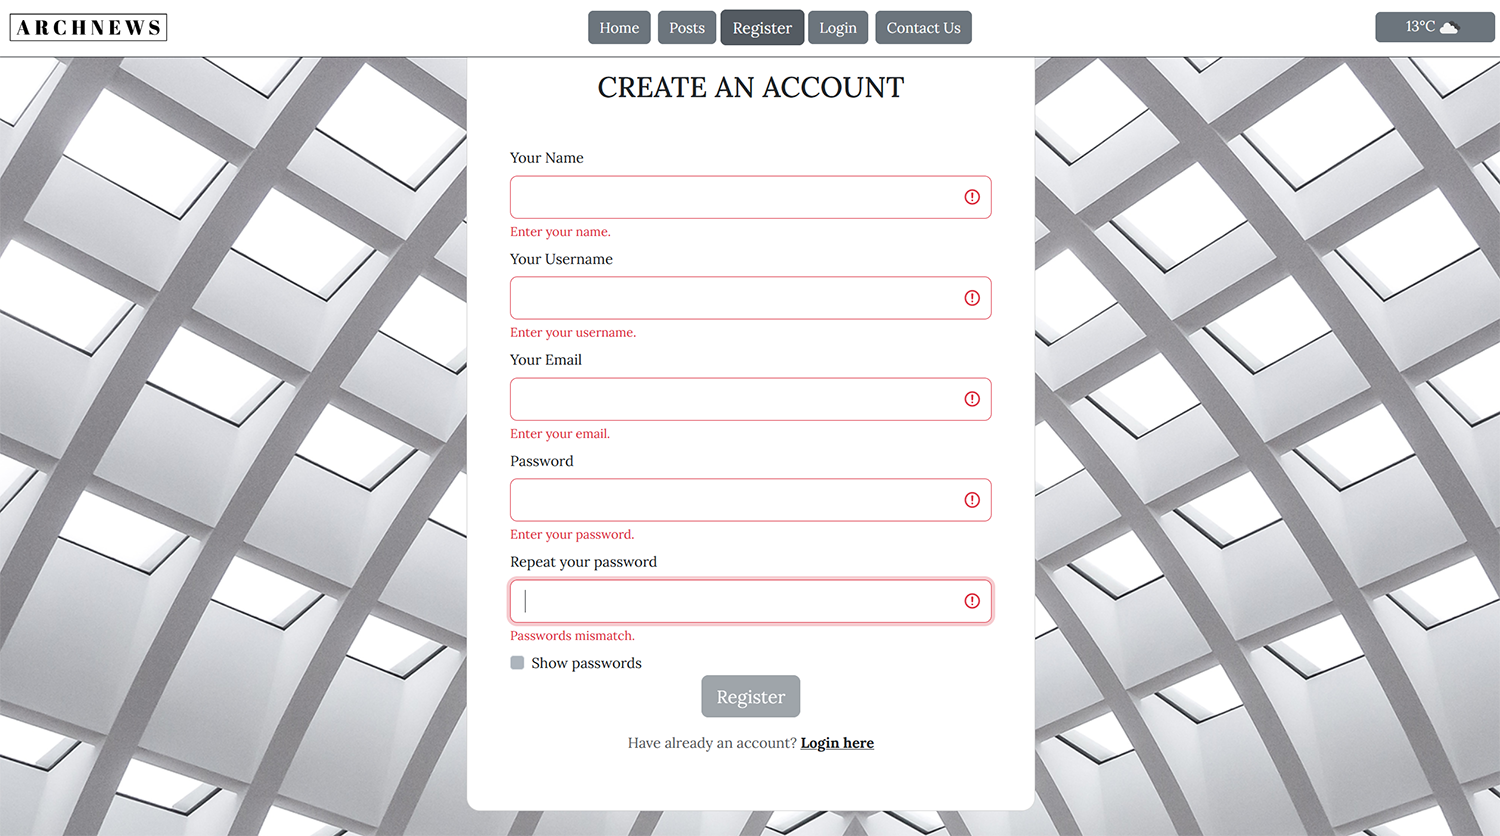 ARCHNEWS
Home Posts Register Login Contact Us
13°C
CREATE AN ACCOUNT
Your Name
Enter your name.
Your Username
Enter your username.
Your Email
Enter your email.
Password
Enter your password.
Repeat your password
Passwords mismatch.
Show passwords
Register
Have already an account? Login here